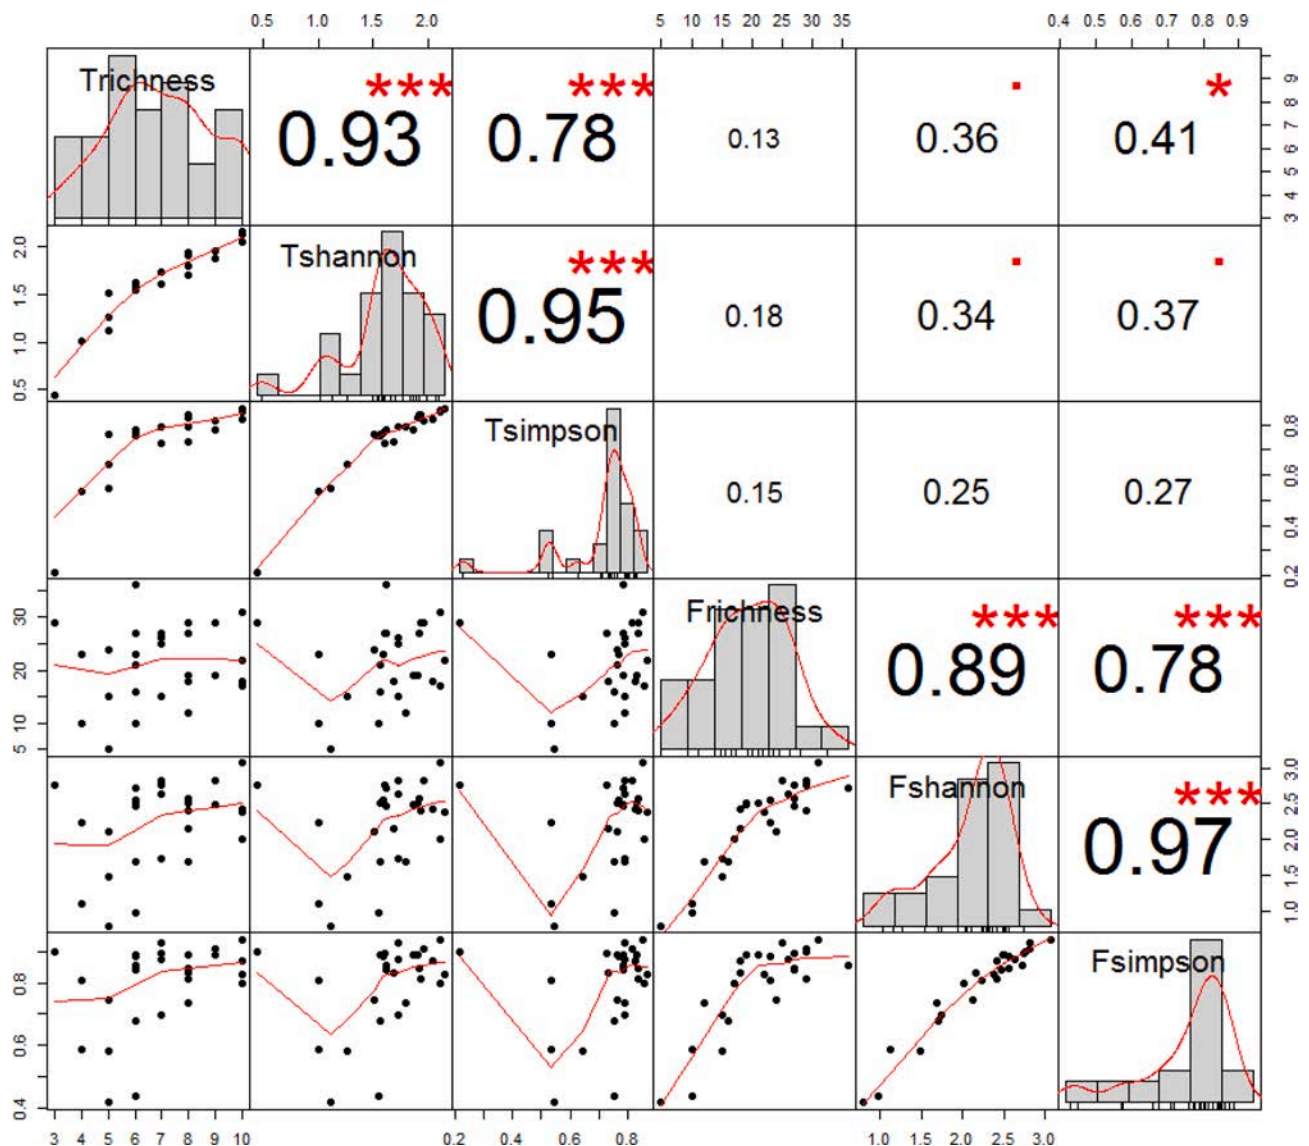 0.5 1.0 1.5 2.0 5 10 15 20 25 30 35 0.4 0.5 0.6 0.7 0.8 0.9
Trichness 0.93 *** 0.78 *** 0.13 0.36 . 0.41 * 3 4 5 6 7 8 9
0.5 1.0 1.5 2.0 Tshannon 0.95 *** 0.18 0.34 . 0.37 .
Tsimpson 0.15 0.25 0.27 0.2 0.4 0.6 0.8
5 10 20 30 Frichness 0.89 *** 0.78 ***
Fshannon 0.97 *** 1.0 1.5 2.0 2.5 3.0
0.4 0.6 0.8 Fsimpson
3 4 5 6 7 8 9 10 0.2 0.4 0.6 0.8 1.0 1.5 2.0 2.5 3.0